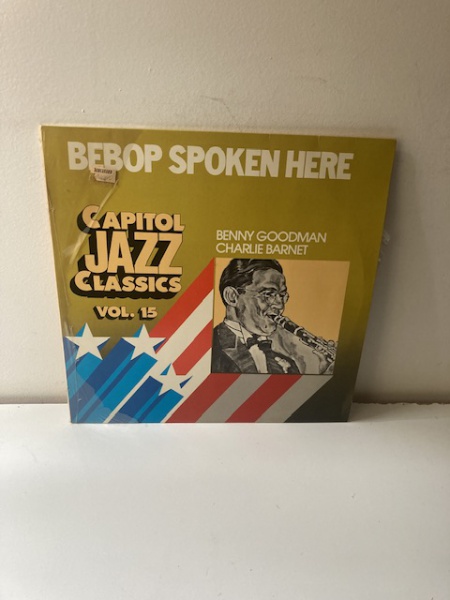 BEBOP SPOKEN HERE
CAPITOL
JAZZ
CLASSICS
VOL. 15
BENNY GOODMAN
CHARLIE BARNET